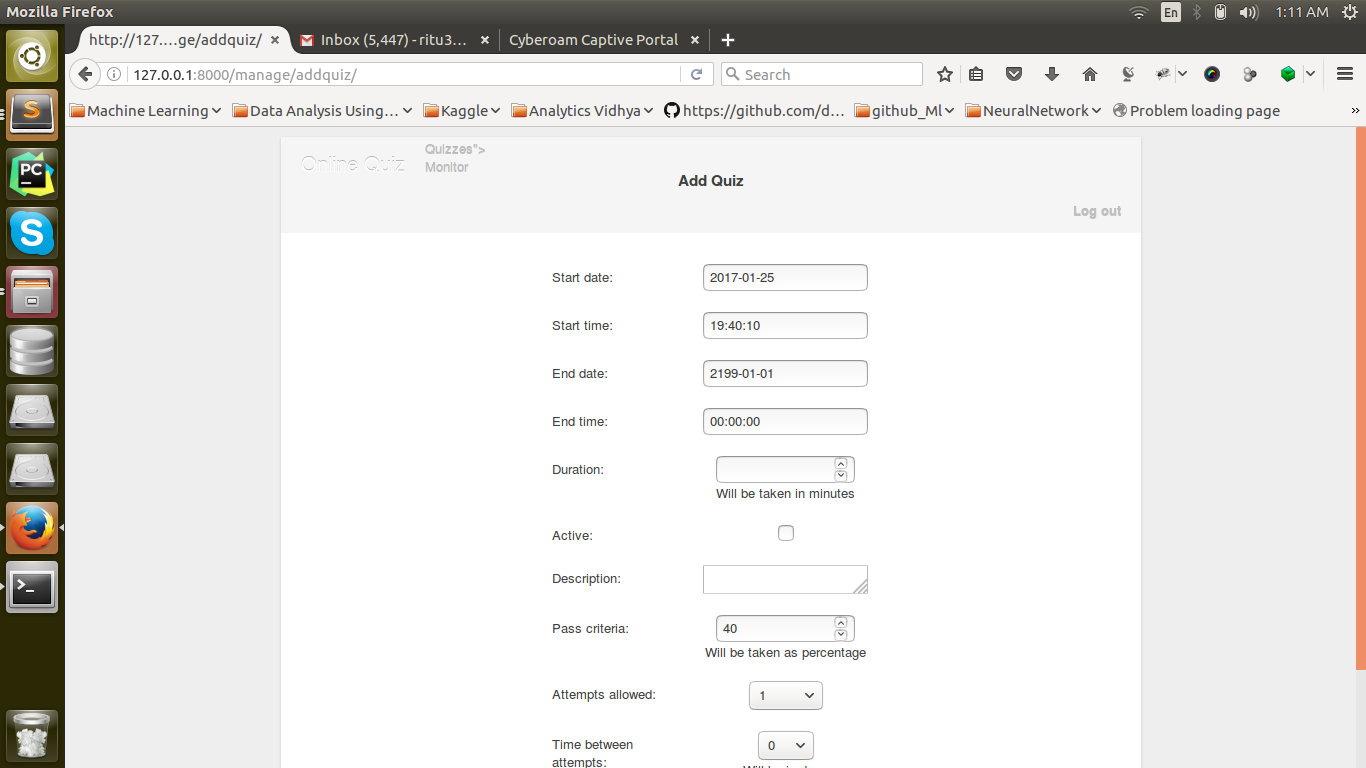 Mozilla Firefox
En
1:11 AM
http://127....ge/addquiz/ ×
Inbox (5,447) - ritu3... ×
Cyberoam Captive Portal ×
127.0.0.1:8000/manage/addquiz/
Search
Machine Learning
Data Analysis Using...
Kaggle
Analytics Vidhya
https://github.com/d...
github_Ml
NeuralNetwork
Problem loading page
»
Online Quiz
Quizzes">
Monitor
Add Quiz
Log out
Start date:
2017-01-25
Start time:
19:40:10
End date:
2199-01-01
End time:
00:00:00
Duration:
Will be taken in minutes
Active:
Description:
Pass criteria:
40
Will be taken as percentage
Attempts allowed:
1
Time between
attempts:
0
S
PC
S
>_